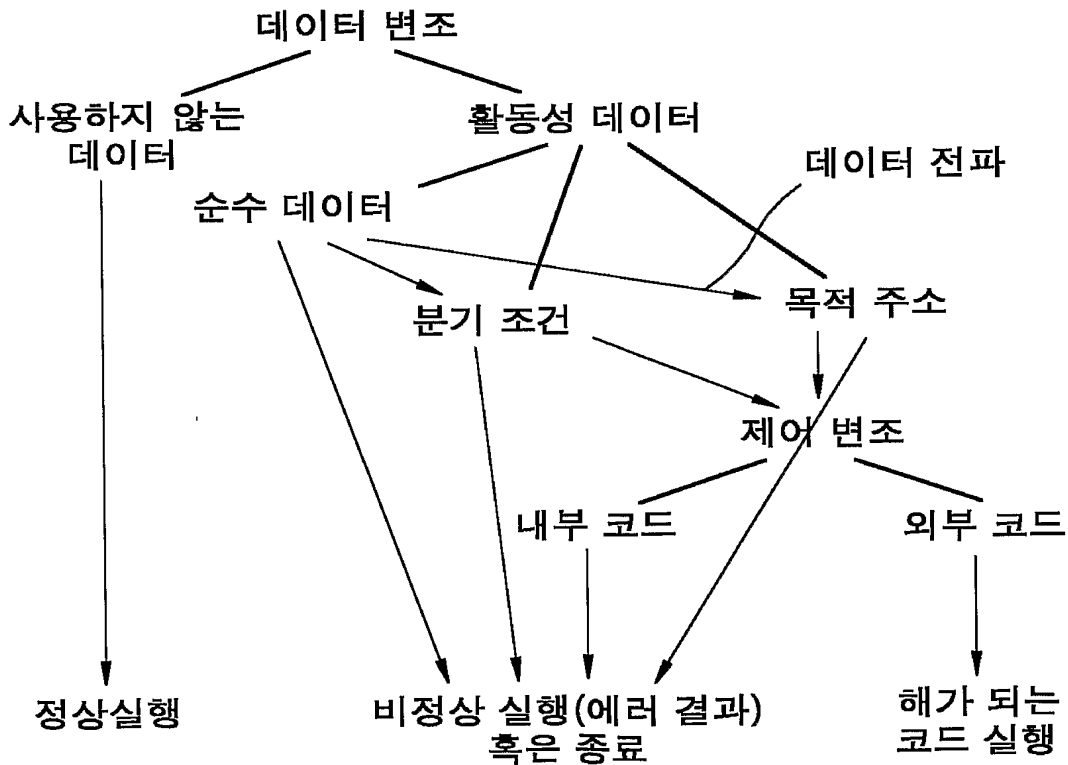 데이터 변조
사용하지 않는
데이터
활동성 데이터
데이터 전파
순수 데이터
목적 주소
분기 조건
제어 변조
내부 코드
외부 코드
정상실행
비정상 실행(에러 결과)
혹은 종료
해가 되는
코드 실행